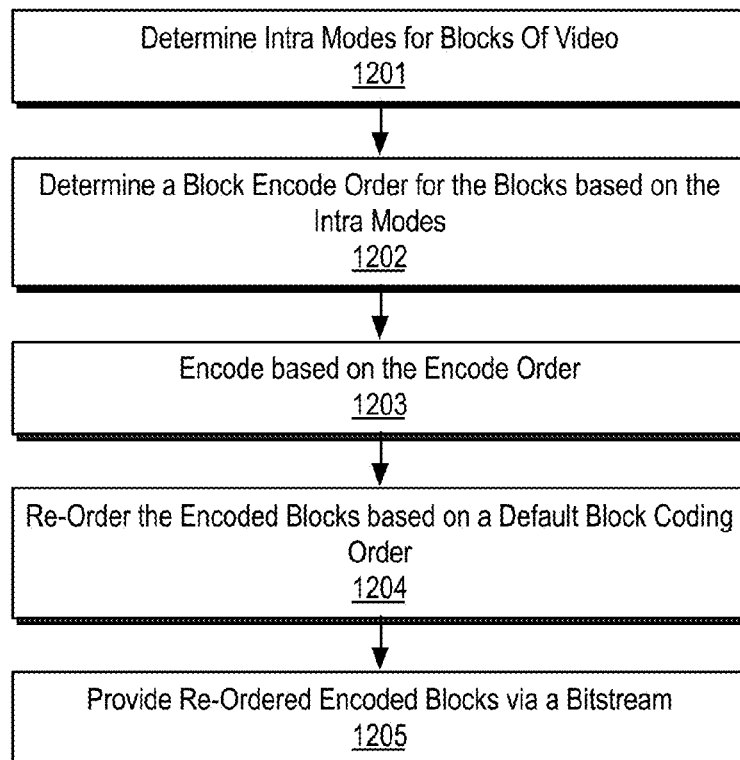 Determine Intra Modes for Blocks Of Video
1201
Determine a Block Encode Order for the Blocks based on the
Intra Modes
1202
Encode based on the Encode Order
1203
Re-Order the Encoded Blocks based on a Default Block Coding
Order
1204
Provide Re-Ordered Encoded Blocks via a Bitstream
1205